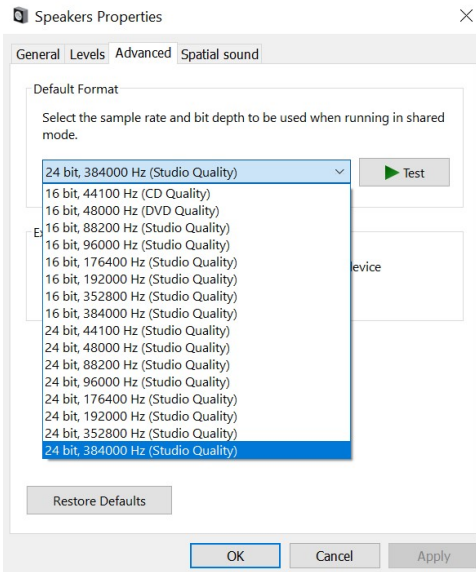 Speakers Properties
General Levels Advanced Spatial sound
Default Format
Select the sample rate and bit depth to be used when running in shared
mode.
24 bit, 384000 Hz (Studio Quality)
Test
16 bit, 44100 Hz (CD Quality)
16 bit, 48000 Hz (DVD Quality)
16 bit, 88200 Hz (Studio Quality)
16 bit, 96000 Hz (Studio Quality)
16 bit, 176400 Hz (Studio Quality)
16 bit, 192000 Hz (Studio Quality)
16 bit, 352800 Hz (Studio Quality)
16 bit, 384000 Hz (Studio Quality)
24 bit, 44100 Hz (Studio Quality)
24 bit, 48000 Hz (Studio Quality)
24 bit, 88200 Hz (Studio Quality)
24 bit, 96000 Hz (Studio Quality)
24 bit, 176400 Hz (Studio Quality)
24 bit, 192000 Hz (Studio Quality)
24 bit, 352800 Hz (Studio Quality)
24 bit, 384000 Hz (Studio Quality)
Restore Defaults
OK Cancel Apply